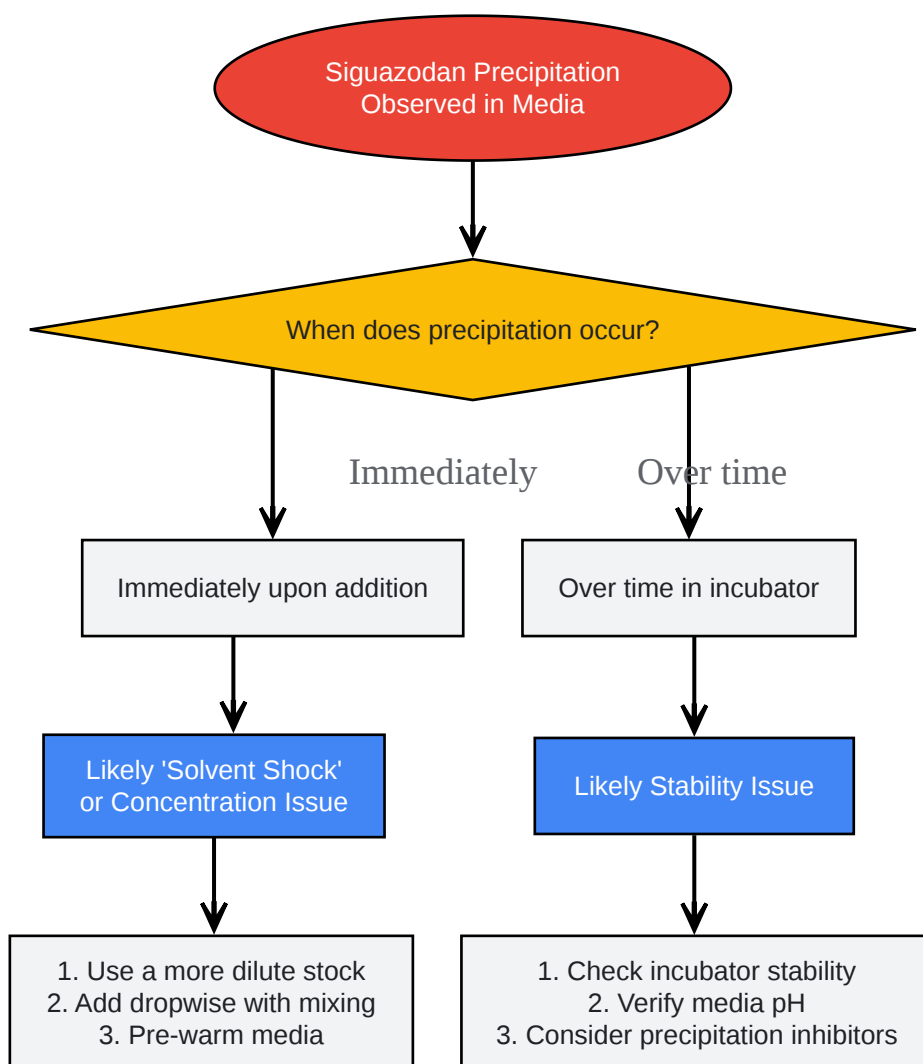 Siguazodan Precipitation
Observed in Media
When does precipitation occur?
Immediately
Over time
Immediately upon addition
Over time in incubator
Likely 'Solvent Shock'
or Concentration Issue
Likely Stability Issue
1. Use a more dilute stock
2. Add dropwise with mixing
3. Pre-warm media
1. Check incubator stability
2. Verify media pH
3. Consider precipitation inhibitors